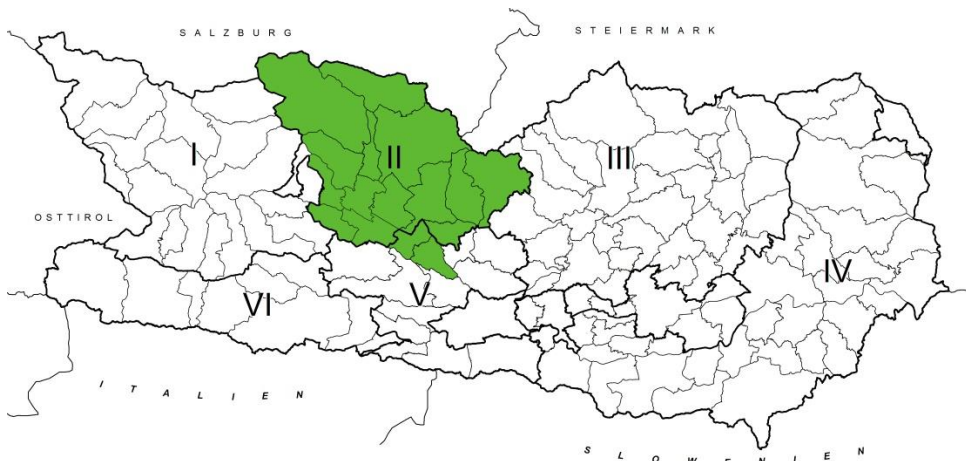 SALZBURG
STEIERMARK
I
II
III
OSTTIROL
IV
V
VI
ITALIEN
SLOWENIEN